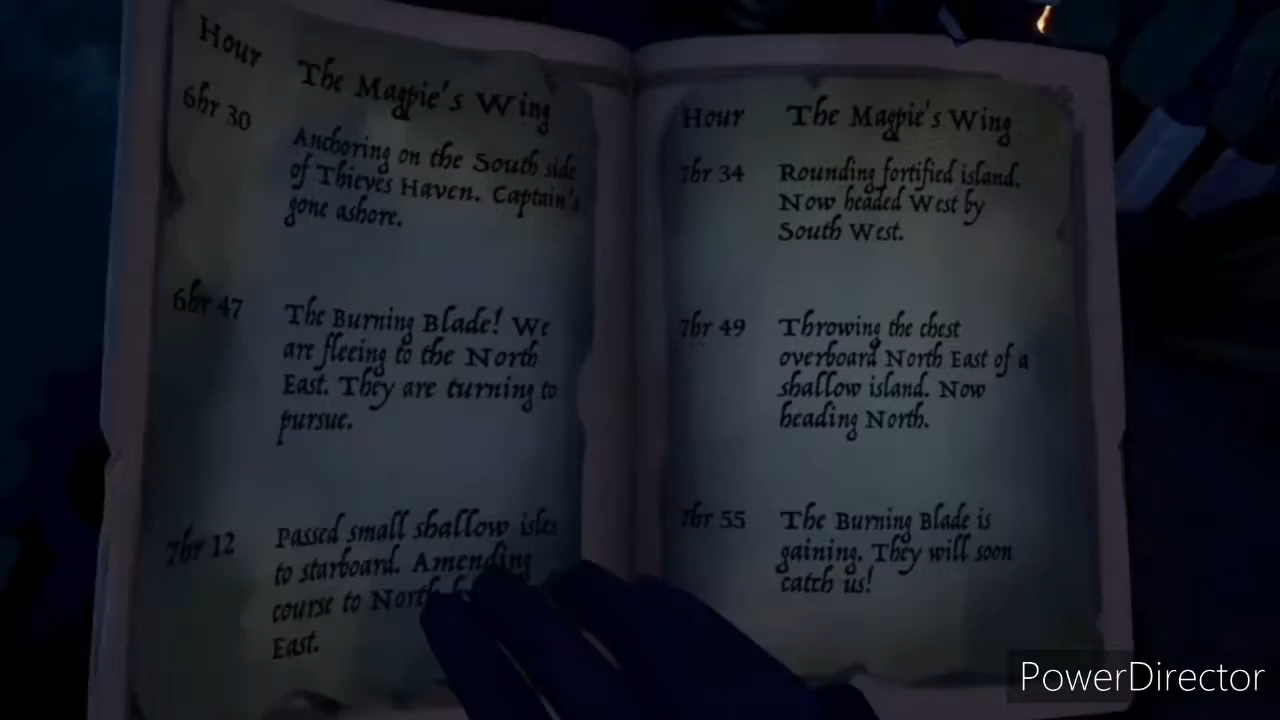 Hour The Magpie's Wing
6hr 30 Anchoring on the South side
of Thieves Haven. Captain's
gone ashore.
6hr 47 The Burning Blade! We
are fleeing to the North
East. They are turning to
pursue.
7hr 12 Passed small shallow isles
to starboard. Amending
course to North
East.
Hour The Magpie's Wing
7hr 34 Rounding fortified island.
Now headed West by
South West.
7hr 49 Throwing the chest
overboard North East of a
shallow island. Now
heading North.
7hr 55 The Burning Blade is
gaining. They will soon
catch us!
PowerDirector